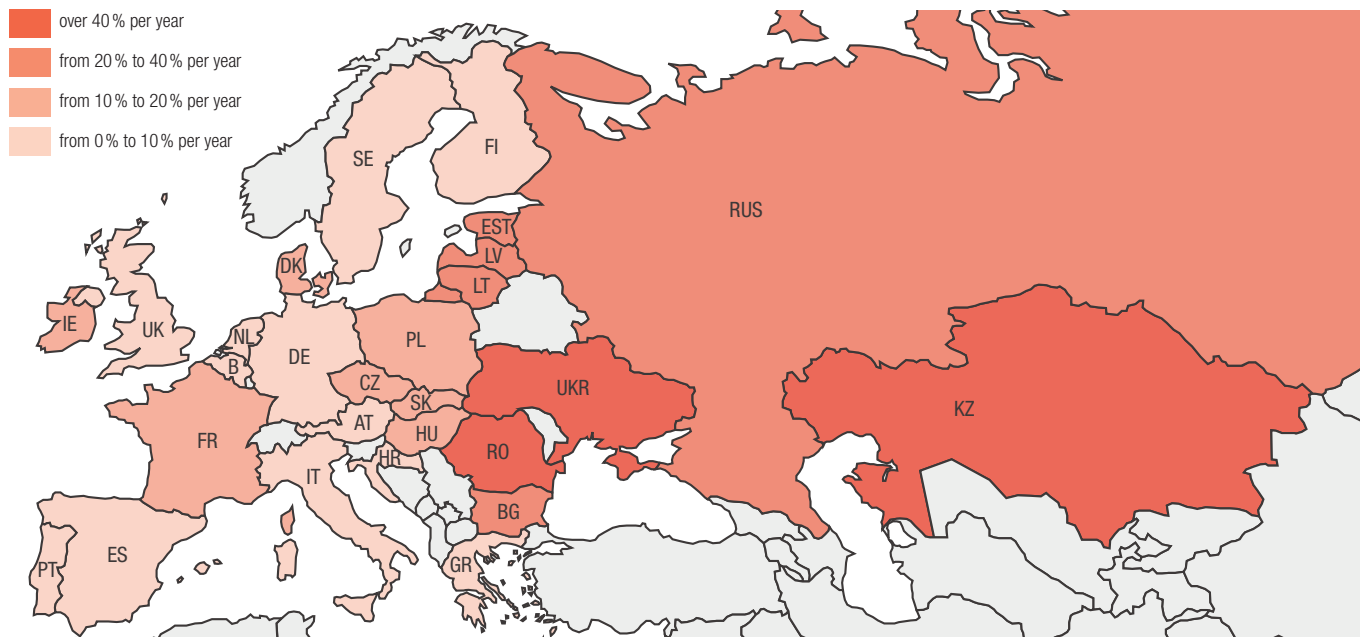 over 40 % per year
from 20 % to 40 % per year
from 10 % to 20 % per year
from 0 % to 10 % per year
SE
FI
RUS
EST
LV
DK
LT
IE
UK
NL
PL
DE
B
CZ
UKR
SK
KZ
AT
FR
HU
RO
HR
IT
BG
ES
PT
GR